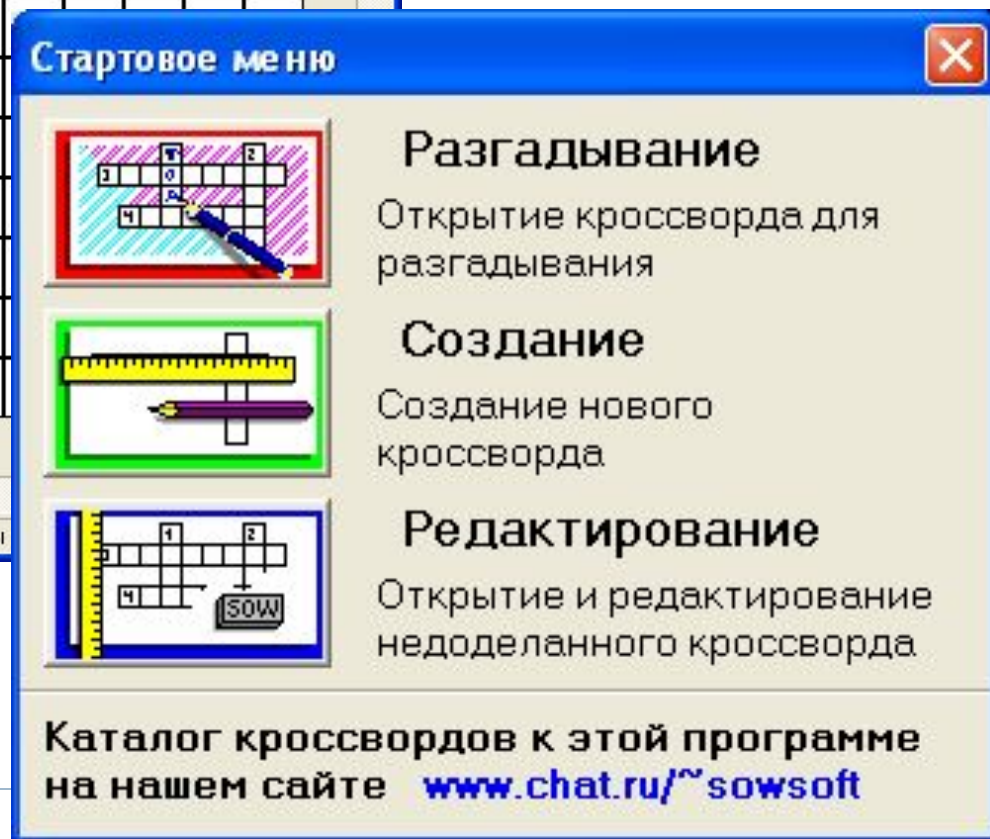 Стартовое меню
Разгадывание
Открытие кроссворда для
разгадывания
Создание
Создание нового
кроссворда
Редактирование
Открытие и редактирование
недоделанного кроссворда
SOW
Каталог кроссвордов к этой программе
на нашем сайте www.chat.ru/~sowsoft